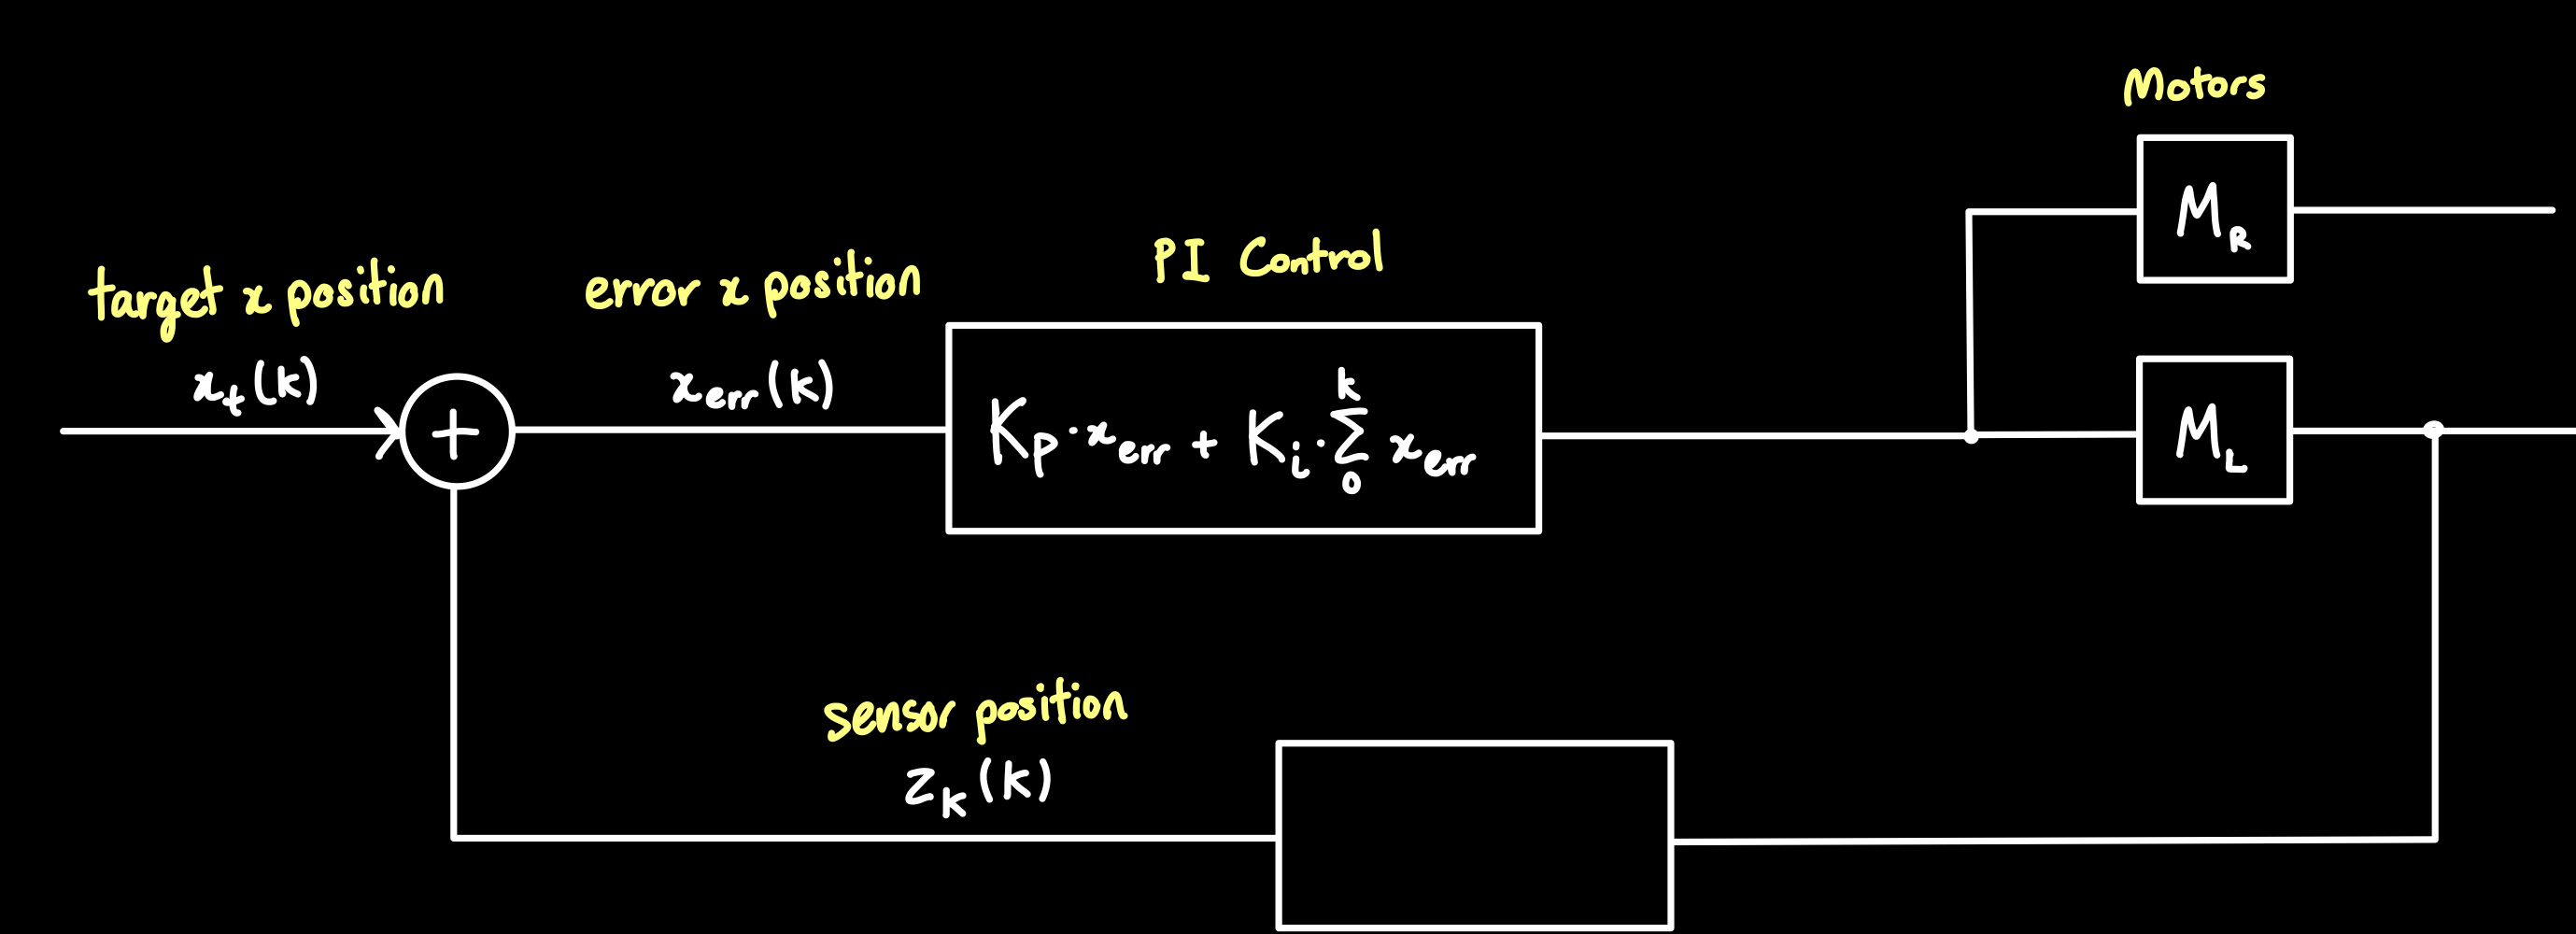 Motors
M_R
target x position
x_t(k)
error x position
x_err(k)
PI Control
K_p · x_err + K_i · Σ_0^k x_err
+
M_L
sensor position
z_k(k)